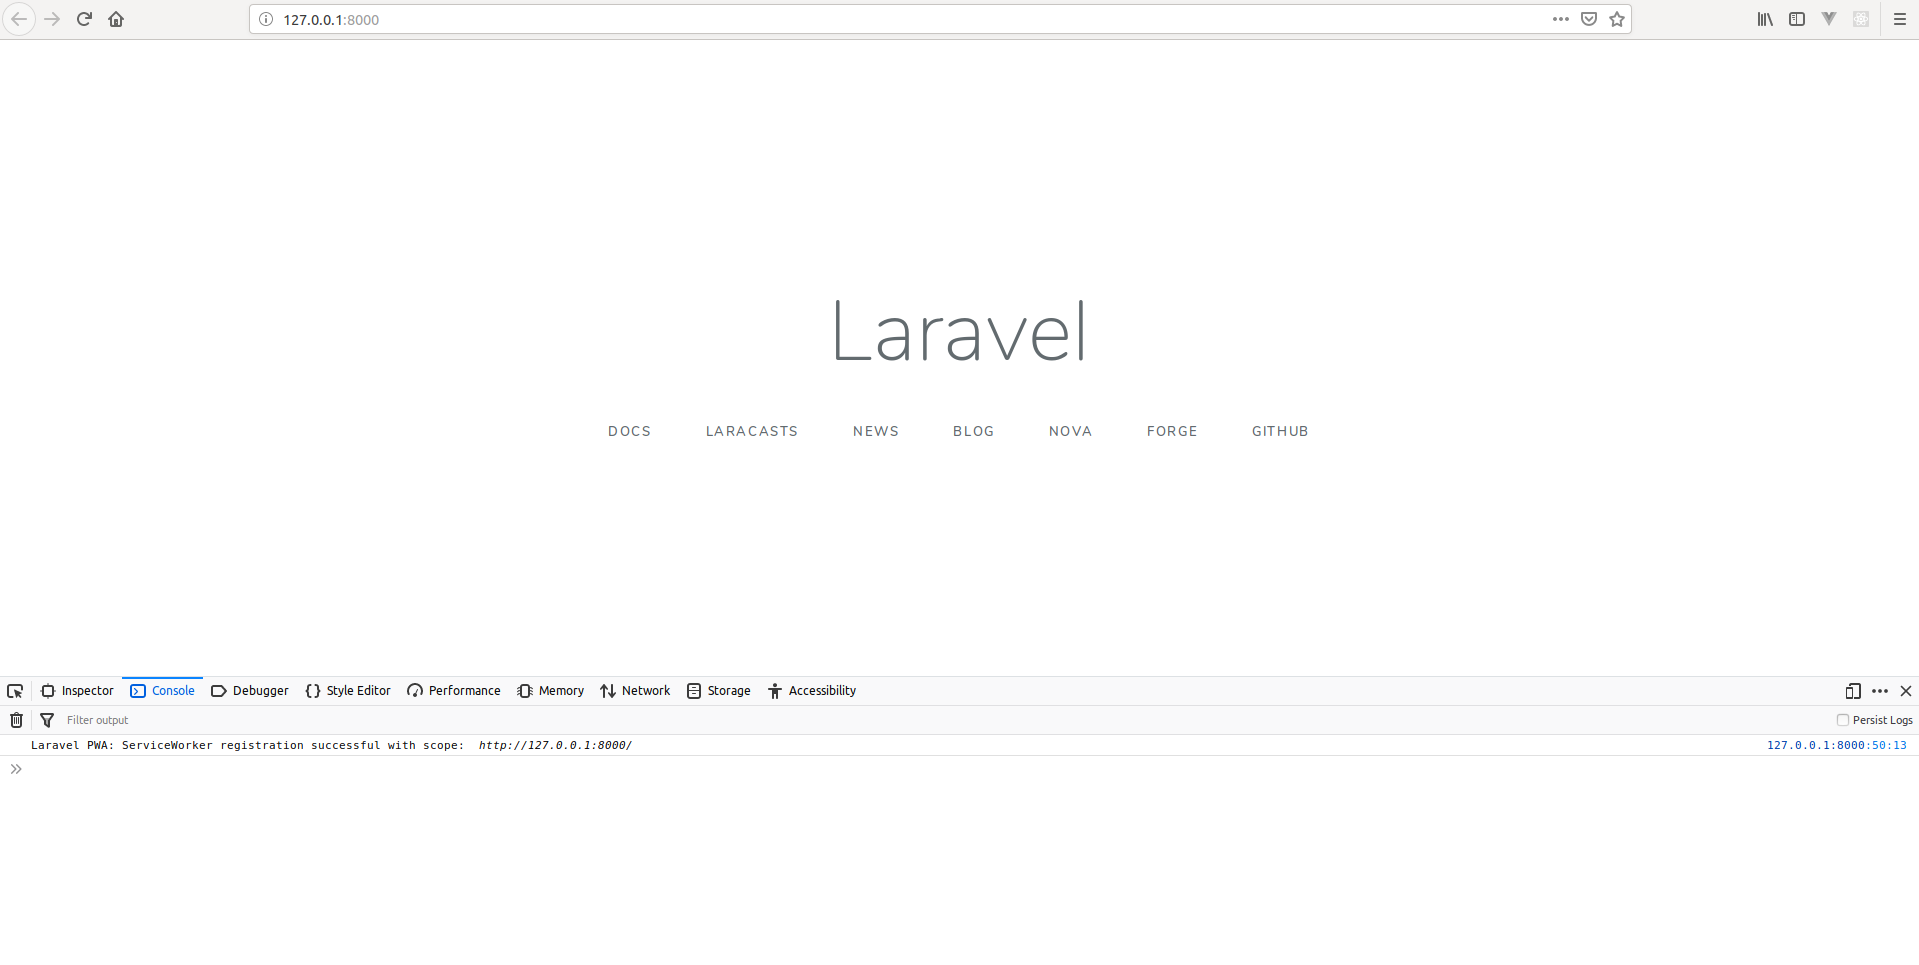 127.0.0.1:8000
Laravel
DOCS LARACASTS NEWS BLOG NOVA FORGE GITHUB
Inspector Console Debugger Style Editor Performance Memory Network Storage Accessibility
Filter output Persist Logs
Laravel PWA: ServiceWorker registration successful with scope: http://127.0.0.1:8000/ 127.0.0.1:8000:50:13